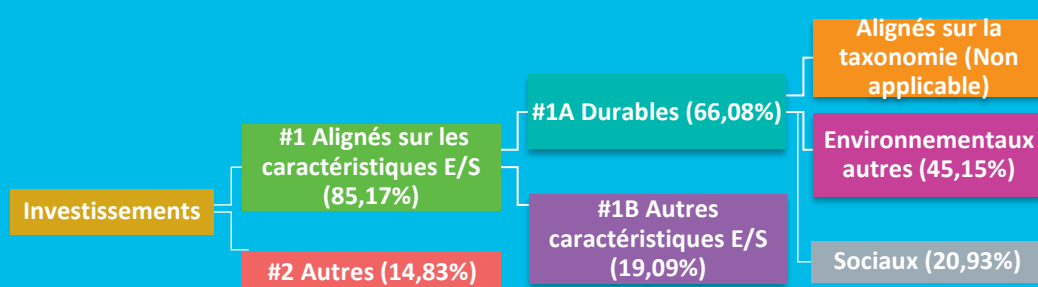 Investissements
#1 Alignés sur les
caractéristiques E/S
(85,17%)
#2 Autres (14,83%)
#1A Durables (66,08%)
#1B Autres
caractéristiques E/S
(19,09%)
Alignés sur la
taxonomie (Non
applicable)
Environnementaux
autres (45,15%)
Sociaux (20,93%)